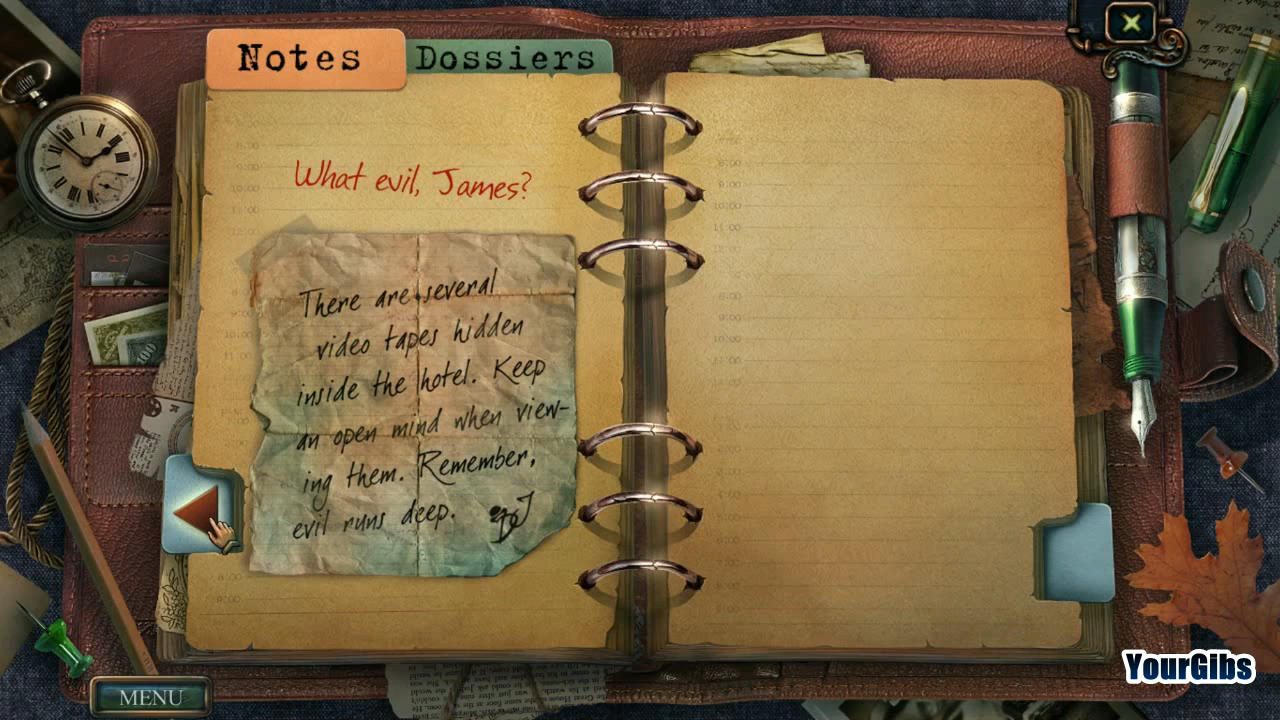 Notes
Dossiers
What evil, James?
There are several
video tapes hidden
inside the hotel. Keep
an open mind when view-
ing them. Remember,
evil runs deep.
MENU
YourGibs